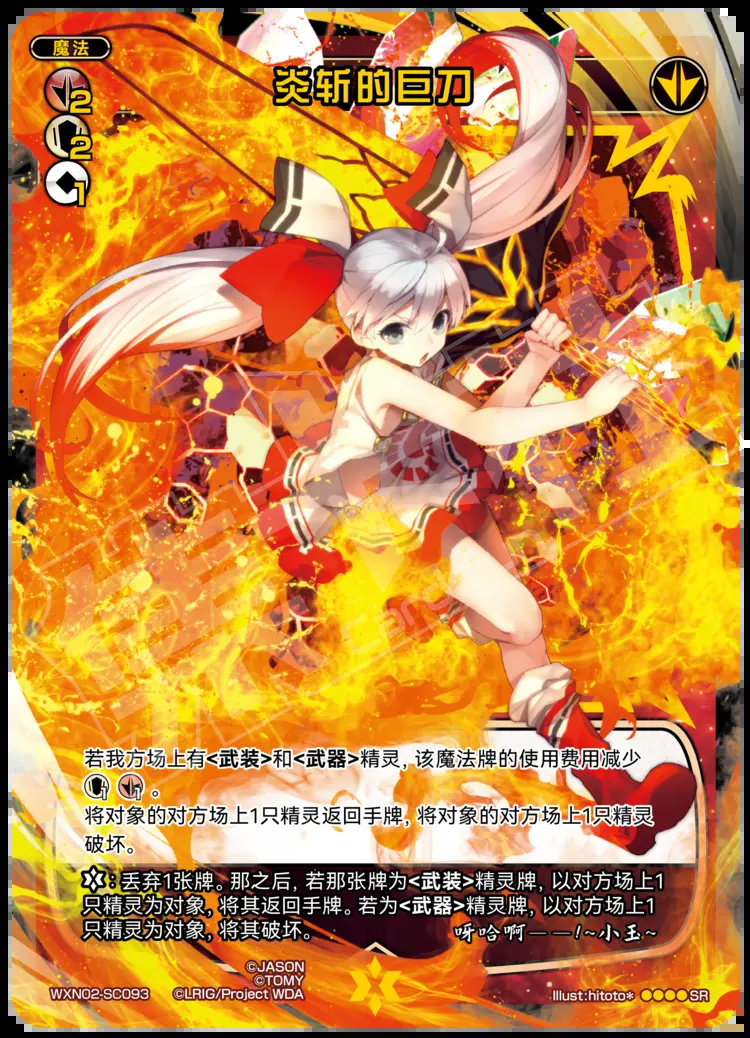 魔法
炎斩的巨刀
2
2
1
若我方场上有<武装>和<武器>精灵, 该魔法牌的使用费用减少
。
将对象的对方场上1只精灵返回手牌, 将对象的对方场上1只精灵
破坏。
: 丢弃1张牌。那之后, 若那张牌为<武装>精灵牌, 以对方场上1
只精灵为对象, 将其返回手牌。若为<武器>精灵牌, 以对方场上1
只精灵为对象, 将其破坏。
呀哈啊——!~小玉~
©JASON
©TOMY
WXN02-SC093 ©LRIG/Project WDA
Illust:hitoto* SR